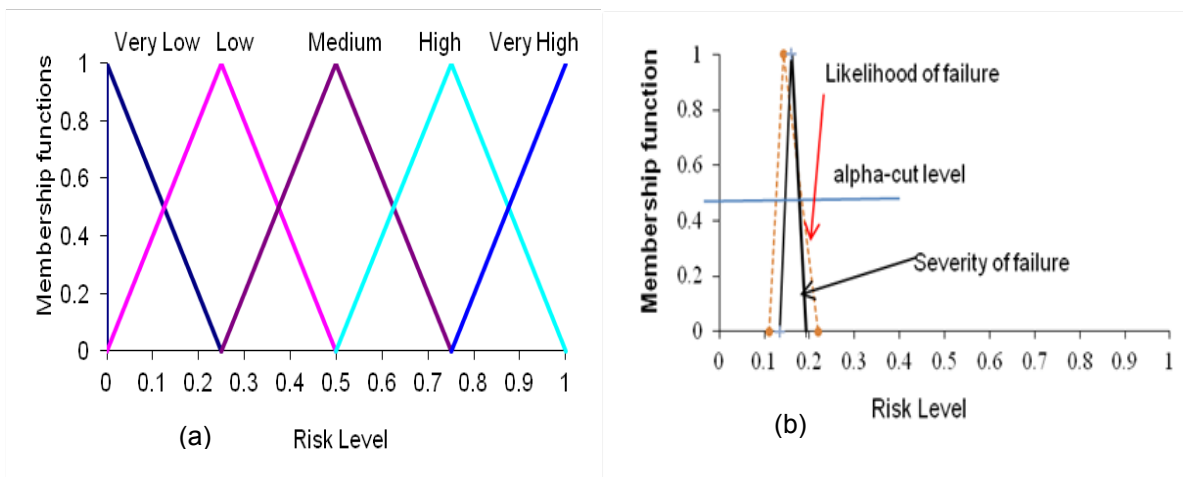 Very Low Low Medium High Very High
Membership functions
1
0.8
0.6
0.4
0.2
0
0 0.1 0.2 0.3 0.4 0.5 0.6 0.7 0.8 0.9 1
(a)
Risk Level
Membership function
1
0.8
0.6
0.4
0.2
0
Likelihood of failure
alpha-cut level
Severity of failure
0 0.1 0.2 0.3 0.4 0.5 0.6 0.7 0.8 0.9 1
Risk Level
(b)